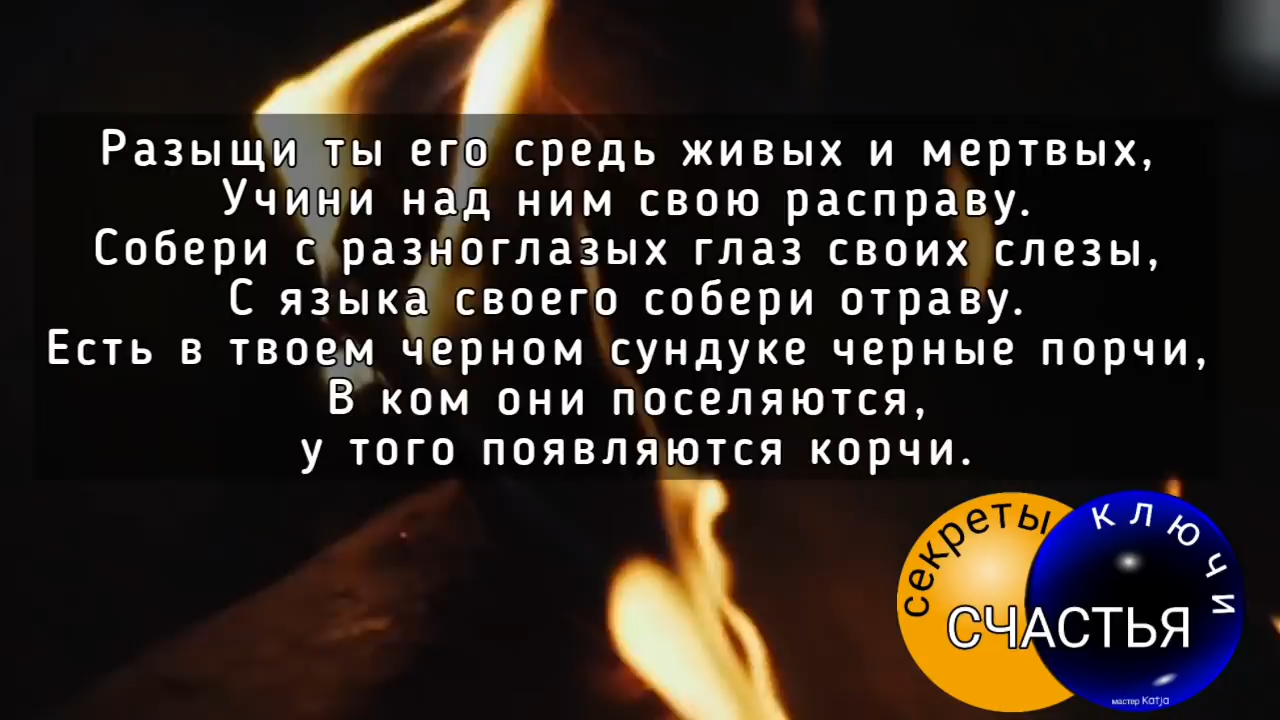 Разыщи ты его средь живых и мертвых,
Учини над ним свою расправу.
Собери с разноглазых глаз своих слезы,
С языка своего собери отраву.
Есть в твоем черном сундуке черные порчи,
В ком они поселяются,
у того появляются корчи.
секреты
ключи
СЧАСТЬЯ
мастер Katja